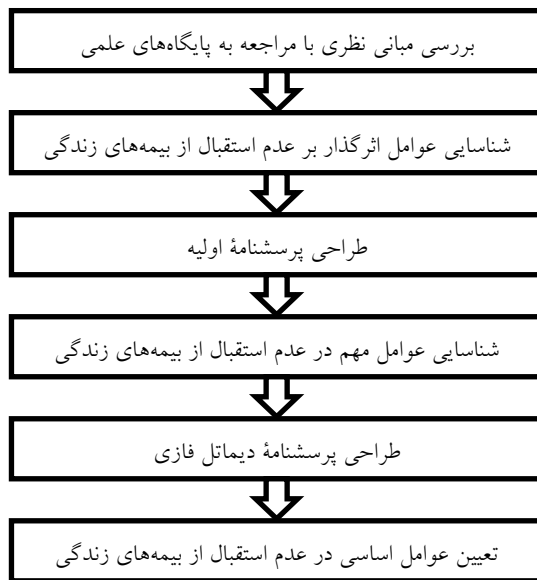 بررسی مبانی نظری با مراجعه به پایگاه‌های علمی
شناسایی عوامل اثرگذار بر عدم استقبال از بیمه‌های زندگی
طراحی پرسشنامهٔ اولیه
شناسایی عوامل مهم در عدم استقبال از بیمه‌های زندگی
طراحی پرسشنامهٔ دیماتل فازی
تعیین عوامل اساسی در عدم استقبال از بیمه‌های زندگی